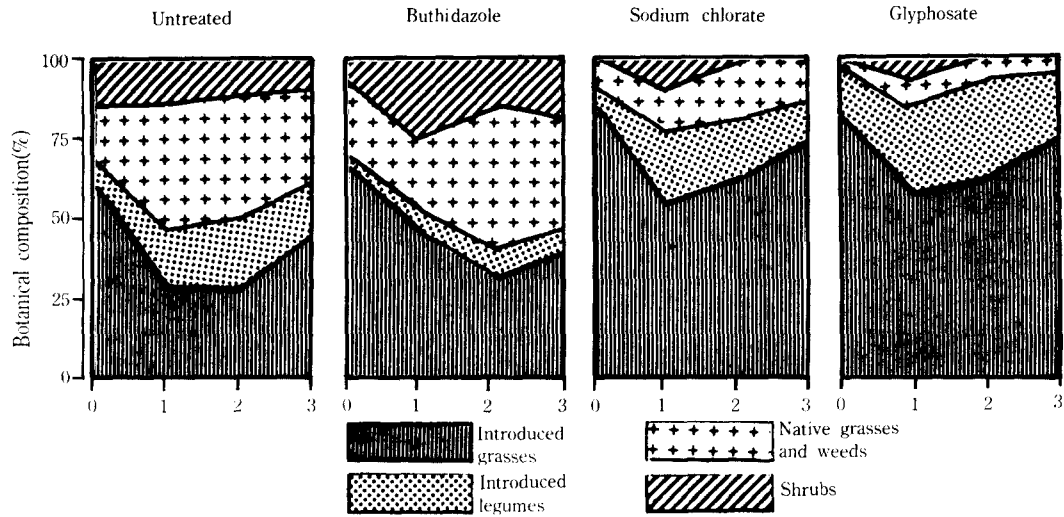 Untreated
Buthidazole
Sodium chlorate
Glyphosate
Botanical composition(%)
100
75
50
25
0
0 1 2 3
0 1 2 3
0 1 2 3
0 1 2 3
Introduced
grasses
Introduced
legumes
Native grasses
and weeds
Shrubs